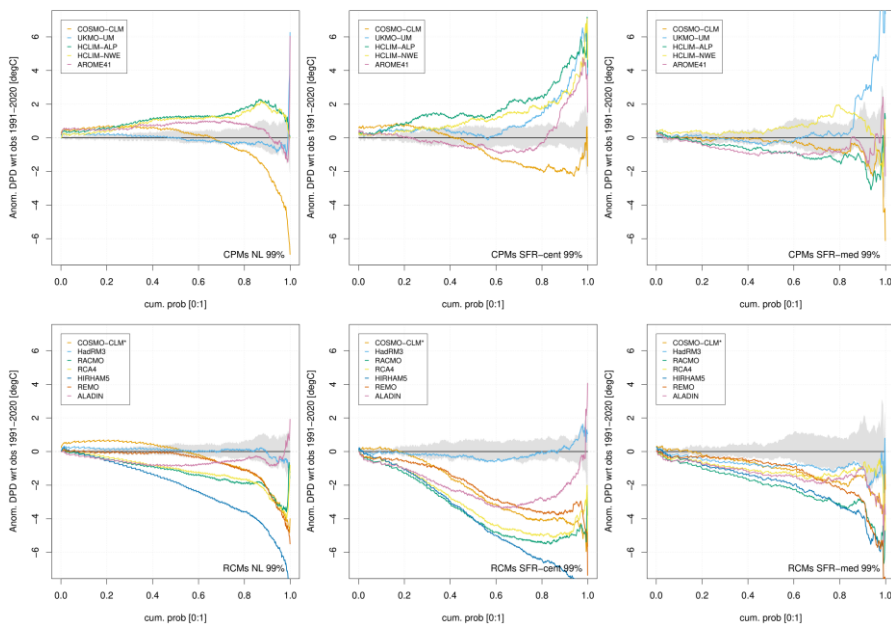 Anom. DPD wrt obs 1991−2020 [degC]
6
4
2
0
−2
−4
−6
COSMO−CLM
UKMO−UM
HCLIM−ALP
HCLIM−NWE
AROME41
CPMs NL 99%
0.0 0.2 0.4 0.6 0.8 1.0
cum. prob [0:1]
Anom. DPD wrt obs 1991−2020 [degC]
6
4
2
0
−2
−4
−6
COSMO−CLM
UKMO−UM
HCLIM−ALP
HCLIM−NWE
AROME41
CPMs SFR−cent 99%
0.0 0.2 0.4 0.6 0.8 1.0
cum. prob [0:1]
Anom. DPD wrt obs 1991−2020 [degC]
6
4
2
0
−2
−4
−6
COSMO−CLM
UKMO−UM
HCLIM−ALP
HCLIM−NWE
AROME41
CPMs SFR−med 99%
0.0 0.2 0.4 0.6 0.8 1.0
cum. prob [0:1]
Anom. DPD wrt obs 1991−2020 [degC]
6
4
2
0
−2
−4
−6
COSMO−CLM*
HadRM3
RACMO
RCA4
HIRHAM5
REMO
ALADIN
RCMs NL 99%
0.0 0.2 0.4 0.6 0.8 1.0
cum. prob [0:1]
Anom. DPD wrt obs 1991−2020 [degC]
6
4
2
0
−2
−4
−6
COSMO−CLM*
HadRM3
RACMO
RCA4
HIRHAM5
REMO
ALADIN
RCMs SFR−cent 99%
0.0 0.2 0.4 0.6 0.8 1.0
cum. prob [0:1]
Anom. DPD wrt obs 1991−2020 [degC]
6
4
2
0
−2
−4
−6
COSMO−CLM*
HadRM3
RACMO
RCA4
HIRHAM5
REMO
ALADIN
RCMs SFR−med 99%
0.0 0.2 0.4 0.6 0.8 1.0
cum. prob [0:1]